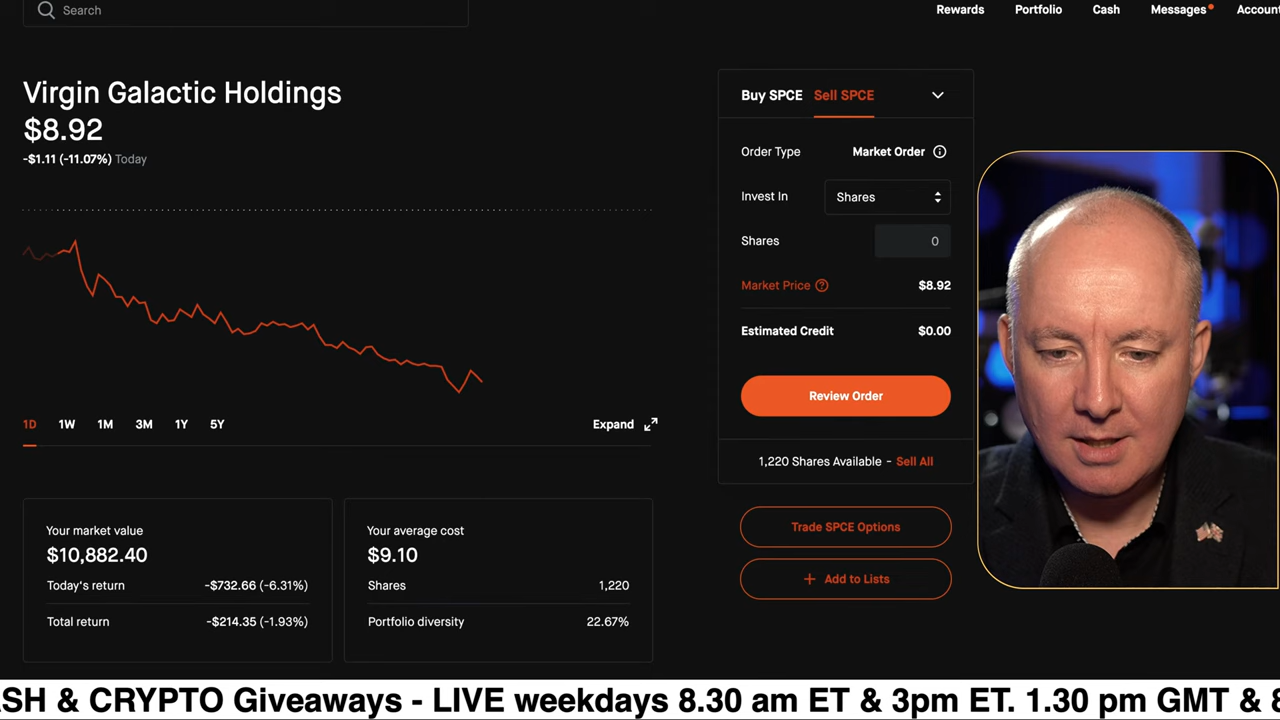 Search
Rewards Portfolio Cash Messages Account
Virgin Galactic Holdings
$8.92
-$1.11 (-11.07%) Today
1D 1W 1M 3M 1Y 5Y Expand
Your market value
$10,882.40
Today's return -$732.66 (-6.31%)
Total return -$214.35 (-1.93%)
Your average cost
$9.10
Shares 1,220
Portfolio diversity 22.67%
Buy SPCE Sell SPCE
Order Type Market Order
Invest In Shares
Shares 0
Market Price $8.92
Estimated Credit $0.00
Review Order
1,220 Shares Available - Sell All
Trade SPCE Options
+ Add to Lists
ASH & CRYPTO Giveaways - LIVE weekdays 8.30 am ET & 3pm ET. 1.30 pm GMT & 8